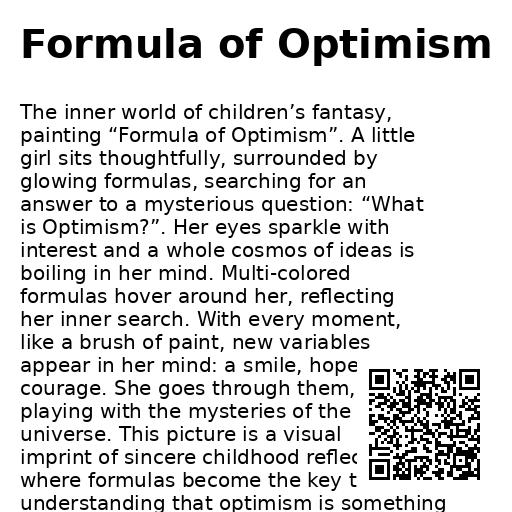 Formula of Optimism
The inner world of children’s fantasy,
painting “Formula of Optimism”. A little
girl sits thoughtfully, surrounded by
glowing formulas, searching for an
answer to a mysterious question: “What
is Optimism?”. Her eyes sparkle with
interest and a whole cosmos of ideas is
boiling in her mind. Multi-colored
formulas hover around her, reflecting
her inner search. With every moment,
like a brush of paint, new variables
appear in her mind: a smile, hope
courage. She goes through them,
playing with the mysteries of the
universe. This picture is a visual
imprint of sincere childhood
where formulas become the key
understanding that optimism is something